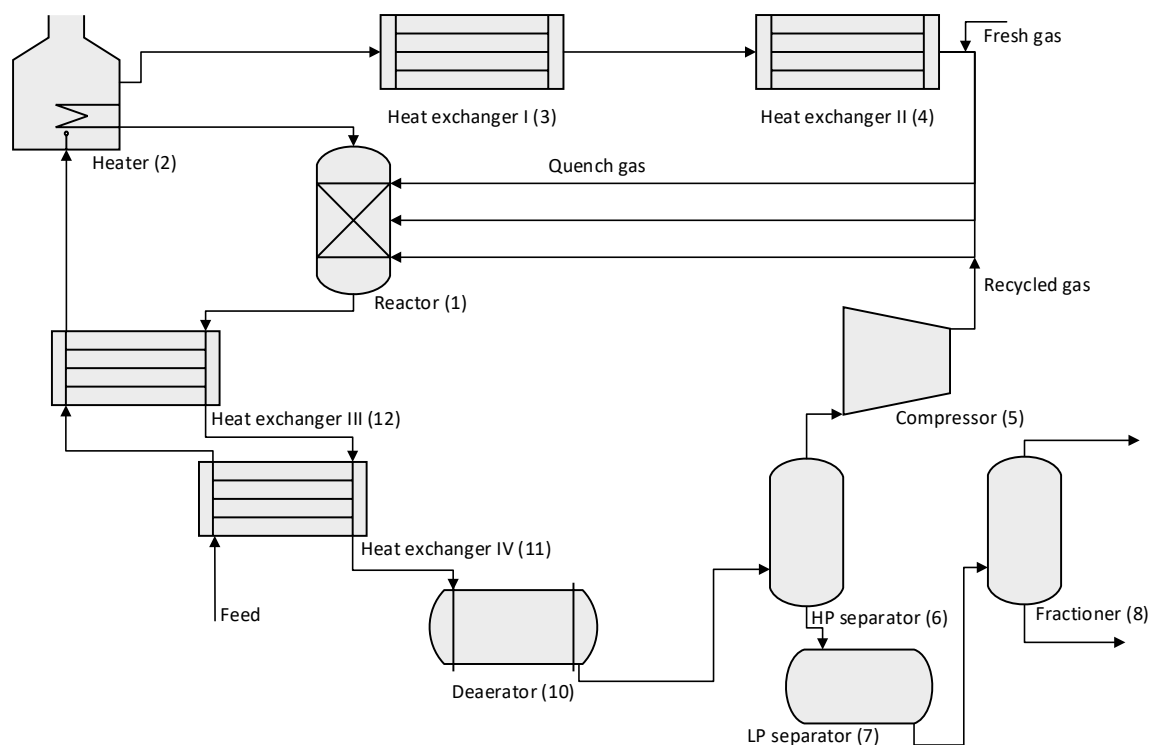 Fresh gas
Heat exchanger I (3)
Heat exchanger II (4)
Heater (2)
Quench gas
Reactor (1)
Recycled gas
Heat exchanger III (12)
Compressor (5)
Heat exchanger IV (11)
Feed
HP separator (6)
Fractioner (8)
Deaerator (10)
LP separator (7)